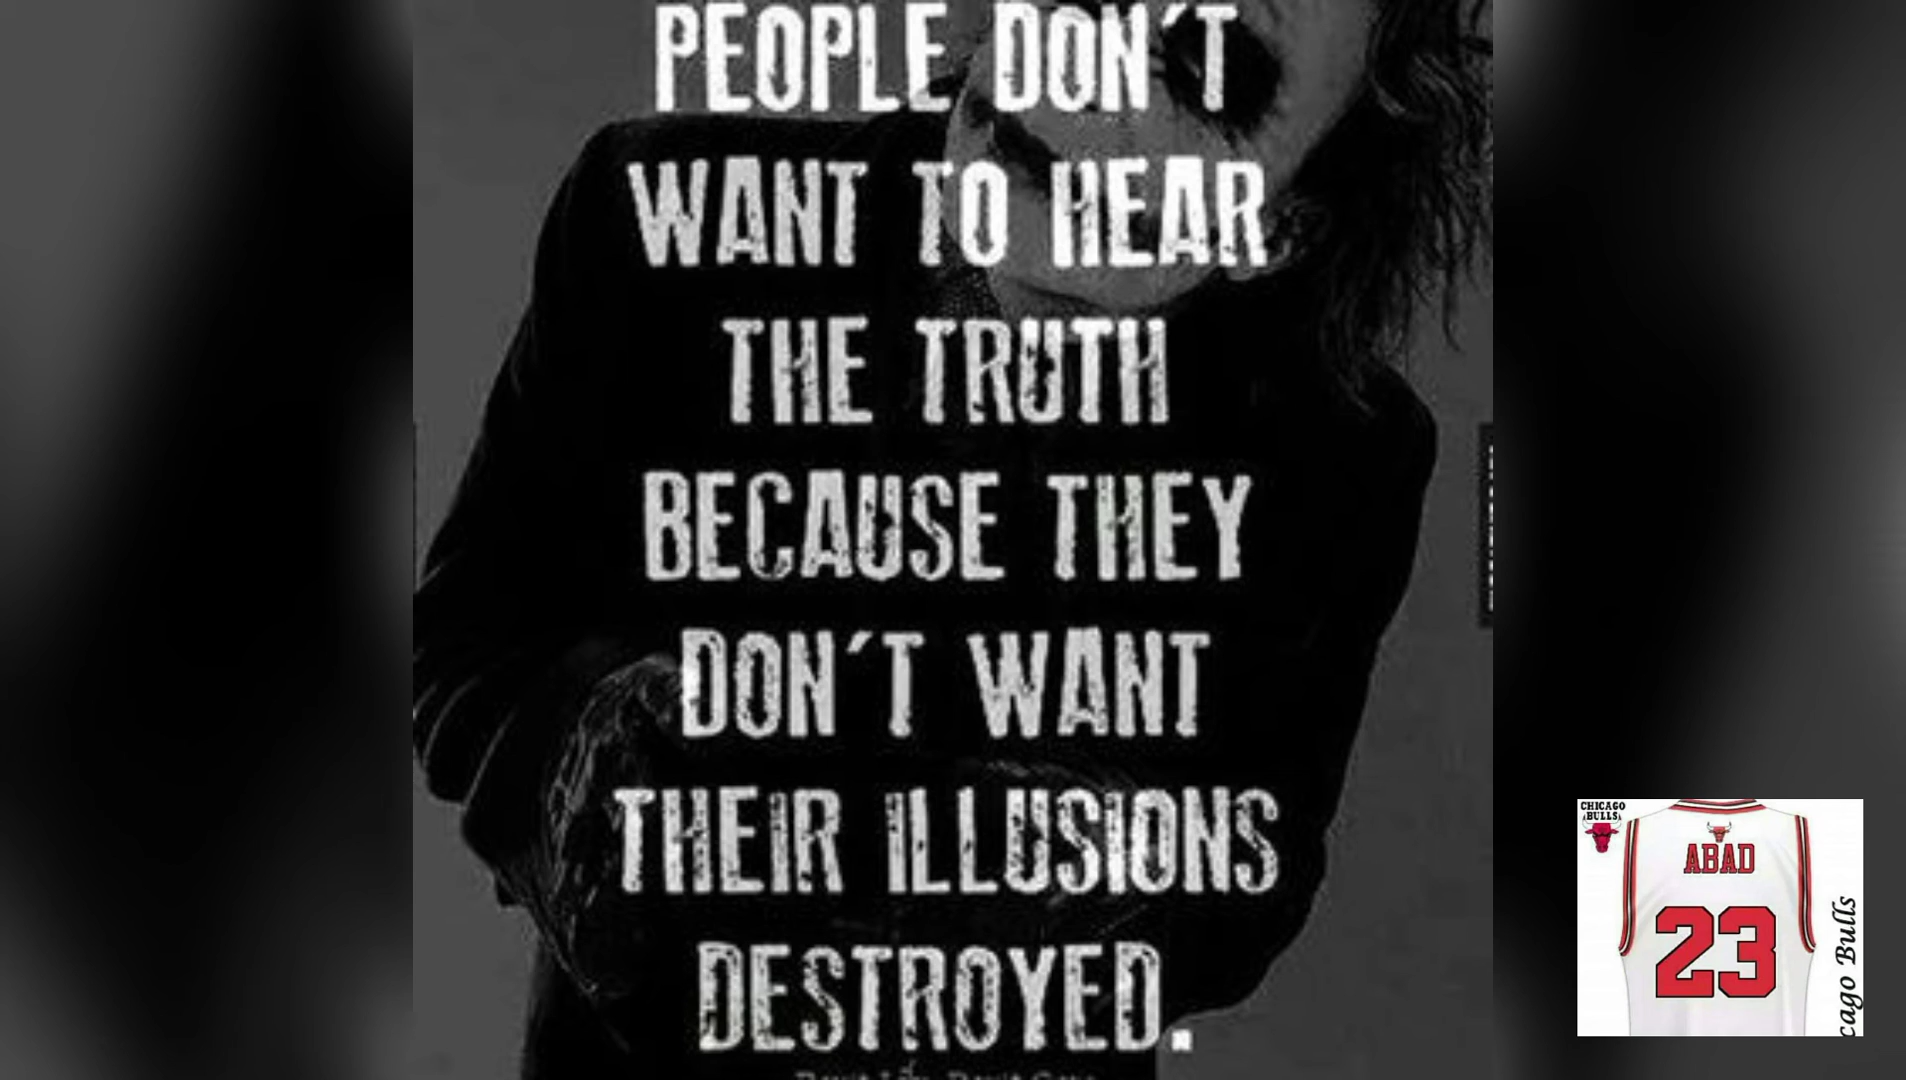 PEOPLE DON´T
WANT TO HEAR
THE TRUTH
BECAUSE THEY
DON´T WANT
THEIR ILLUSIONS
DESTROYED.
CHICAGO
BULLS
ABAD
23
cago Bulls